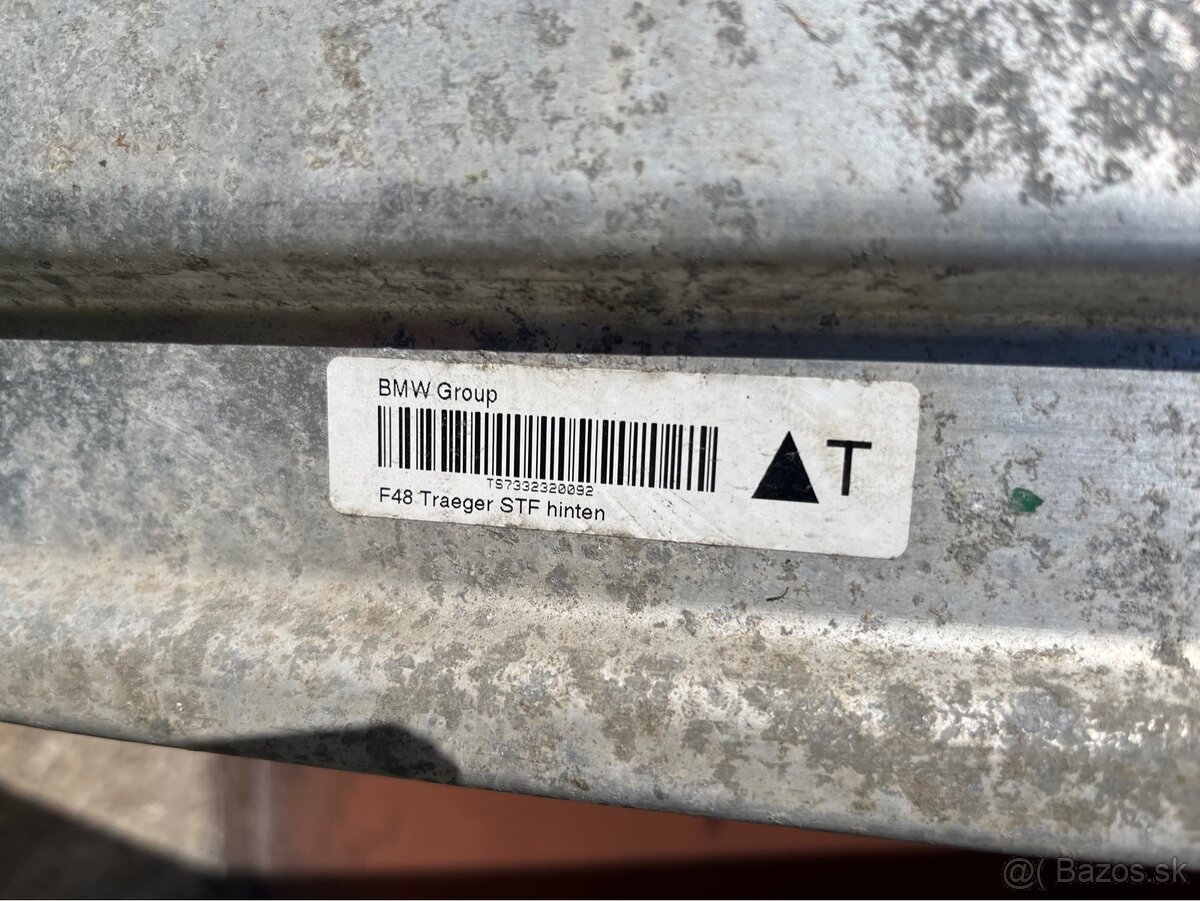 BMW Group
TS7332320092
F48 Traeger STF hinten
T
@( Bazos.sk